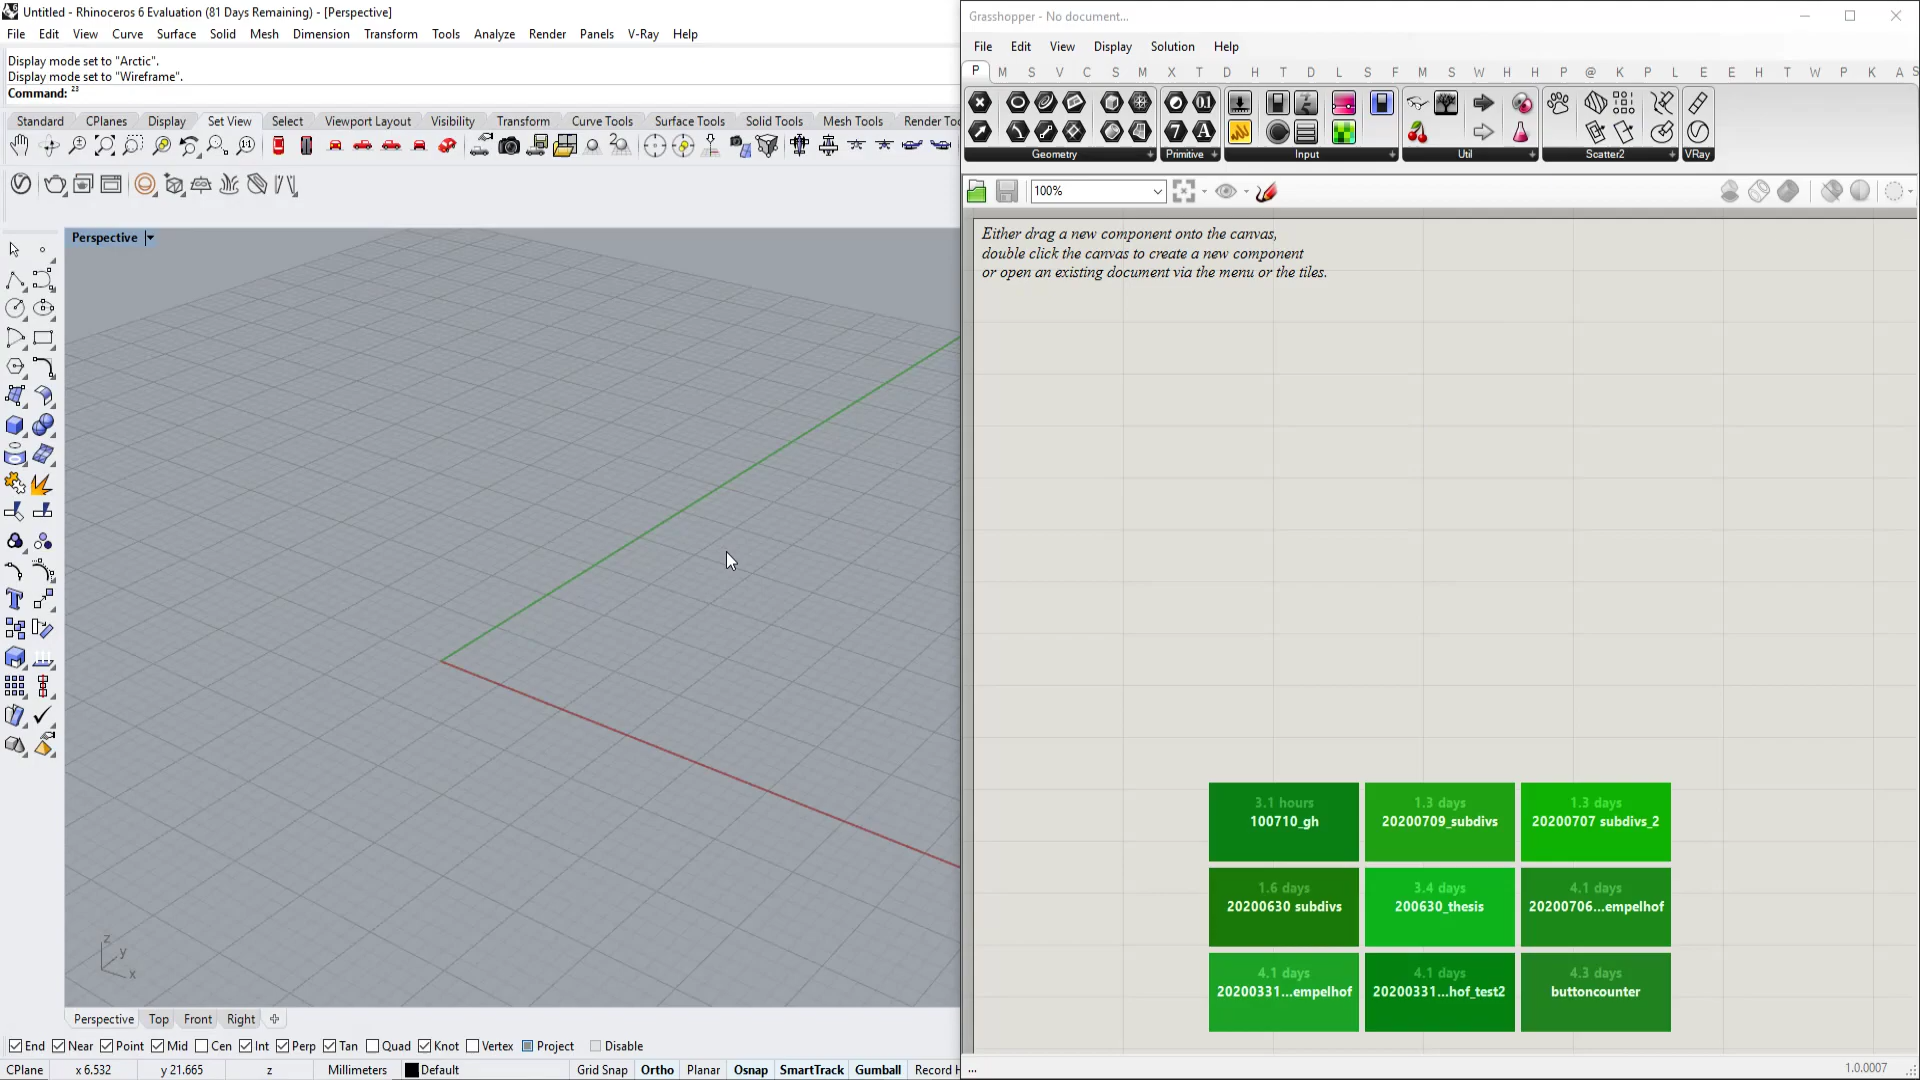 Untitled - Rhinoceros 6 Evaluation (81 Days Remaining) - [Perspective]
File Edit View Curve Surface Solid Mesh Dimension Transform Tools Analyze Render Panels V-Ray Help
Display mode set to "Arctic".
Display mode set to "Wireframe".
Command: 23
Standard CPlanes Display Set View Select Viewport Layout Visibility Transform Curve Tools Surface Tools Solid Tools Mesh Tools Render Too
Perspective
z
y
x
Perspective Top Front Right
End Near Point Mid Cen Int Perp Tan Quad Knot Vertex Project Disable
CPlane x 6.532 y 21.665 z Millimeters Default Grid Snap Ortho Planar Osnap SmartTrack Gumball Record H
Grasshopper - No document...
File Edit View Display Solution Help
P M S V C S M X T D H T D L S F M S W H H P @ K P L E E H T W P K A S
Geometry Primitive Input Util Scatter2 VRay
100%
Either drag a new component onto the canvas,
double click the canvas to create a new component
or open an existing document via the menu or the tiles.
3.1 hours
100710_gh
1.3 days
20200709_subdivs
1.3 days
20200707 subdivs_2
1.6 days
20200630 subdivs
3.4 days
200630_thesis
4.1 days
20200706...empelhof
4.1 days
20200331...empelhof
4.1 days
20200331...hof_test2
4.3 days
buttoncounter
...
1.0.0007